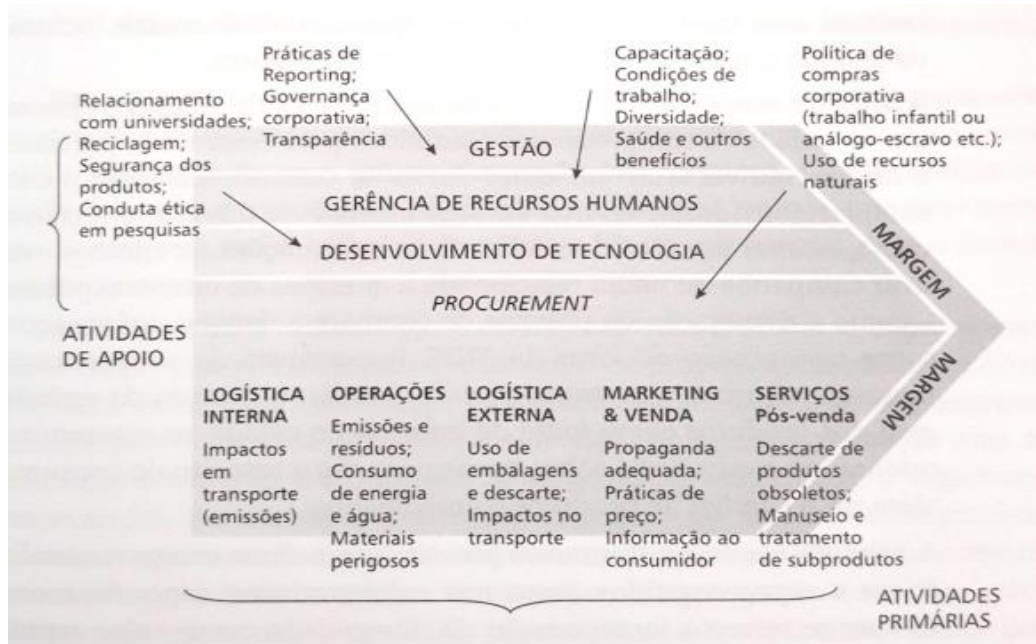 Práticas de
Reporting;
Governança
corporativa;
Transparência
Capacitação;
Condições de
trabalho;
Diversidade;
Saúde e outros
benefícios
Política de
compras
corporativa
(trabalho infantil ou
análogo-escravo etc.);
Uso de recursos
naturais
Relacionamento
com universidades;
Reciclagem;
Segurança dos
produtos;
Conduta ética
em pesquisas
GESTÃO
GERÊNCIA DE RECURSOS HUMANOS
DESENVOLVIMENTO DE TECNOLOGIA
PROCUREMENT
MARGEM
MARGEM
ATIVIDADES
DE APOIO
LOGÍSTICA
INTERNA
Impactos
em
transporte
(emissões)
OPERAÇÕES
Emissões e
resíduos;
Consumo
de energia
e água;
Materiais
perigosos
LOGÍSTICA
EXTERNA
Uso de
embalagens
e descarte;
Impactos no
transporte
MARKETING
& VENDA
Propaganda
adequada;
Práticas de
preço;
Informação ao
consumidor
SERVIÇOS
Pós-venda
Descarte de
produtos
obsoletos;
Manuseio e
tratamento
de subprodutos
ATIVIDADES
PRIMÁRIAS